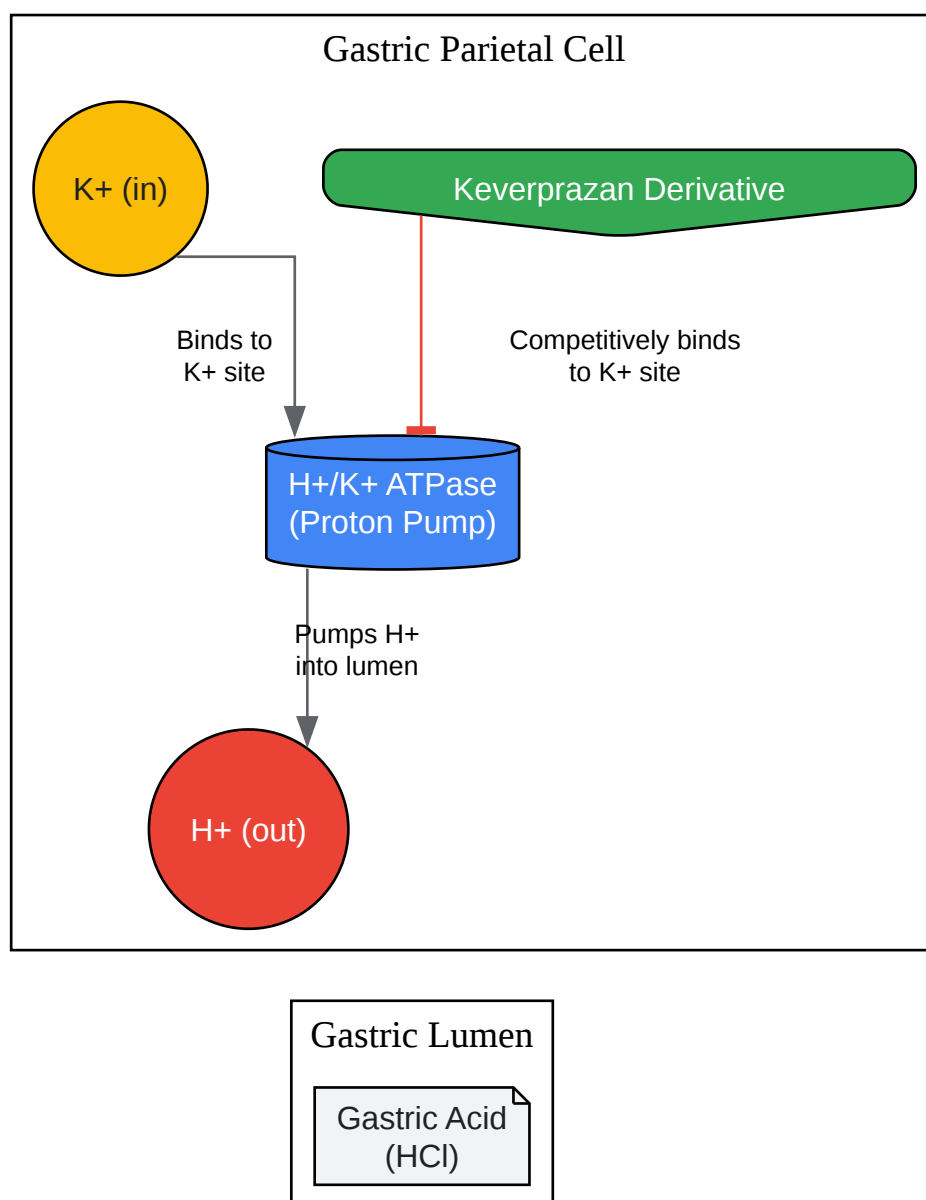 Gastric Parietal Cell
K+ (in)
Keverprazan Derivative
Binds to
K+ site
Competitively binds
to K+ site
H+/K+ ATPase
(Proton Pump)
Pumps H+
into lumen
H+ (out)
Gastric Lumen
Gastric Acid
(HCl)